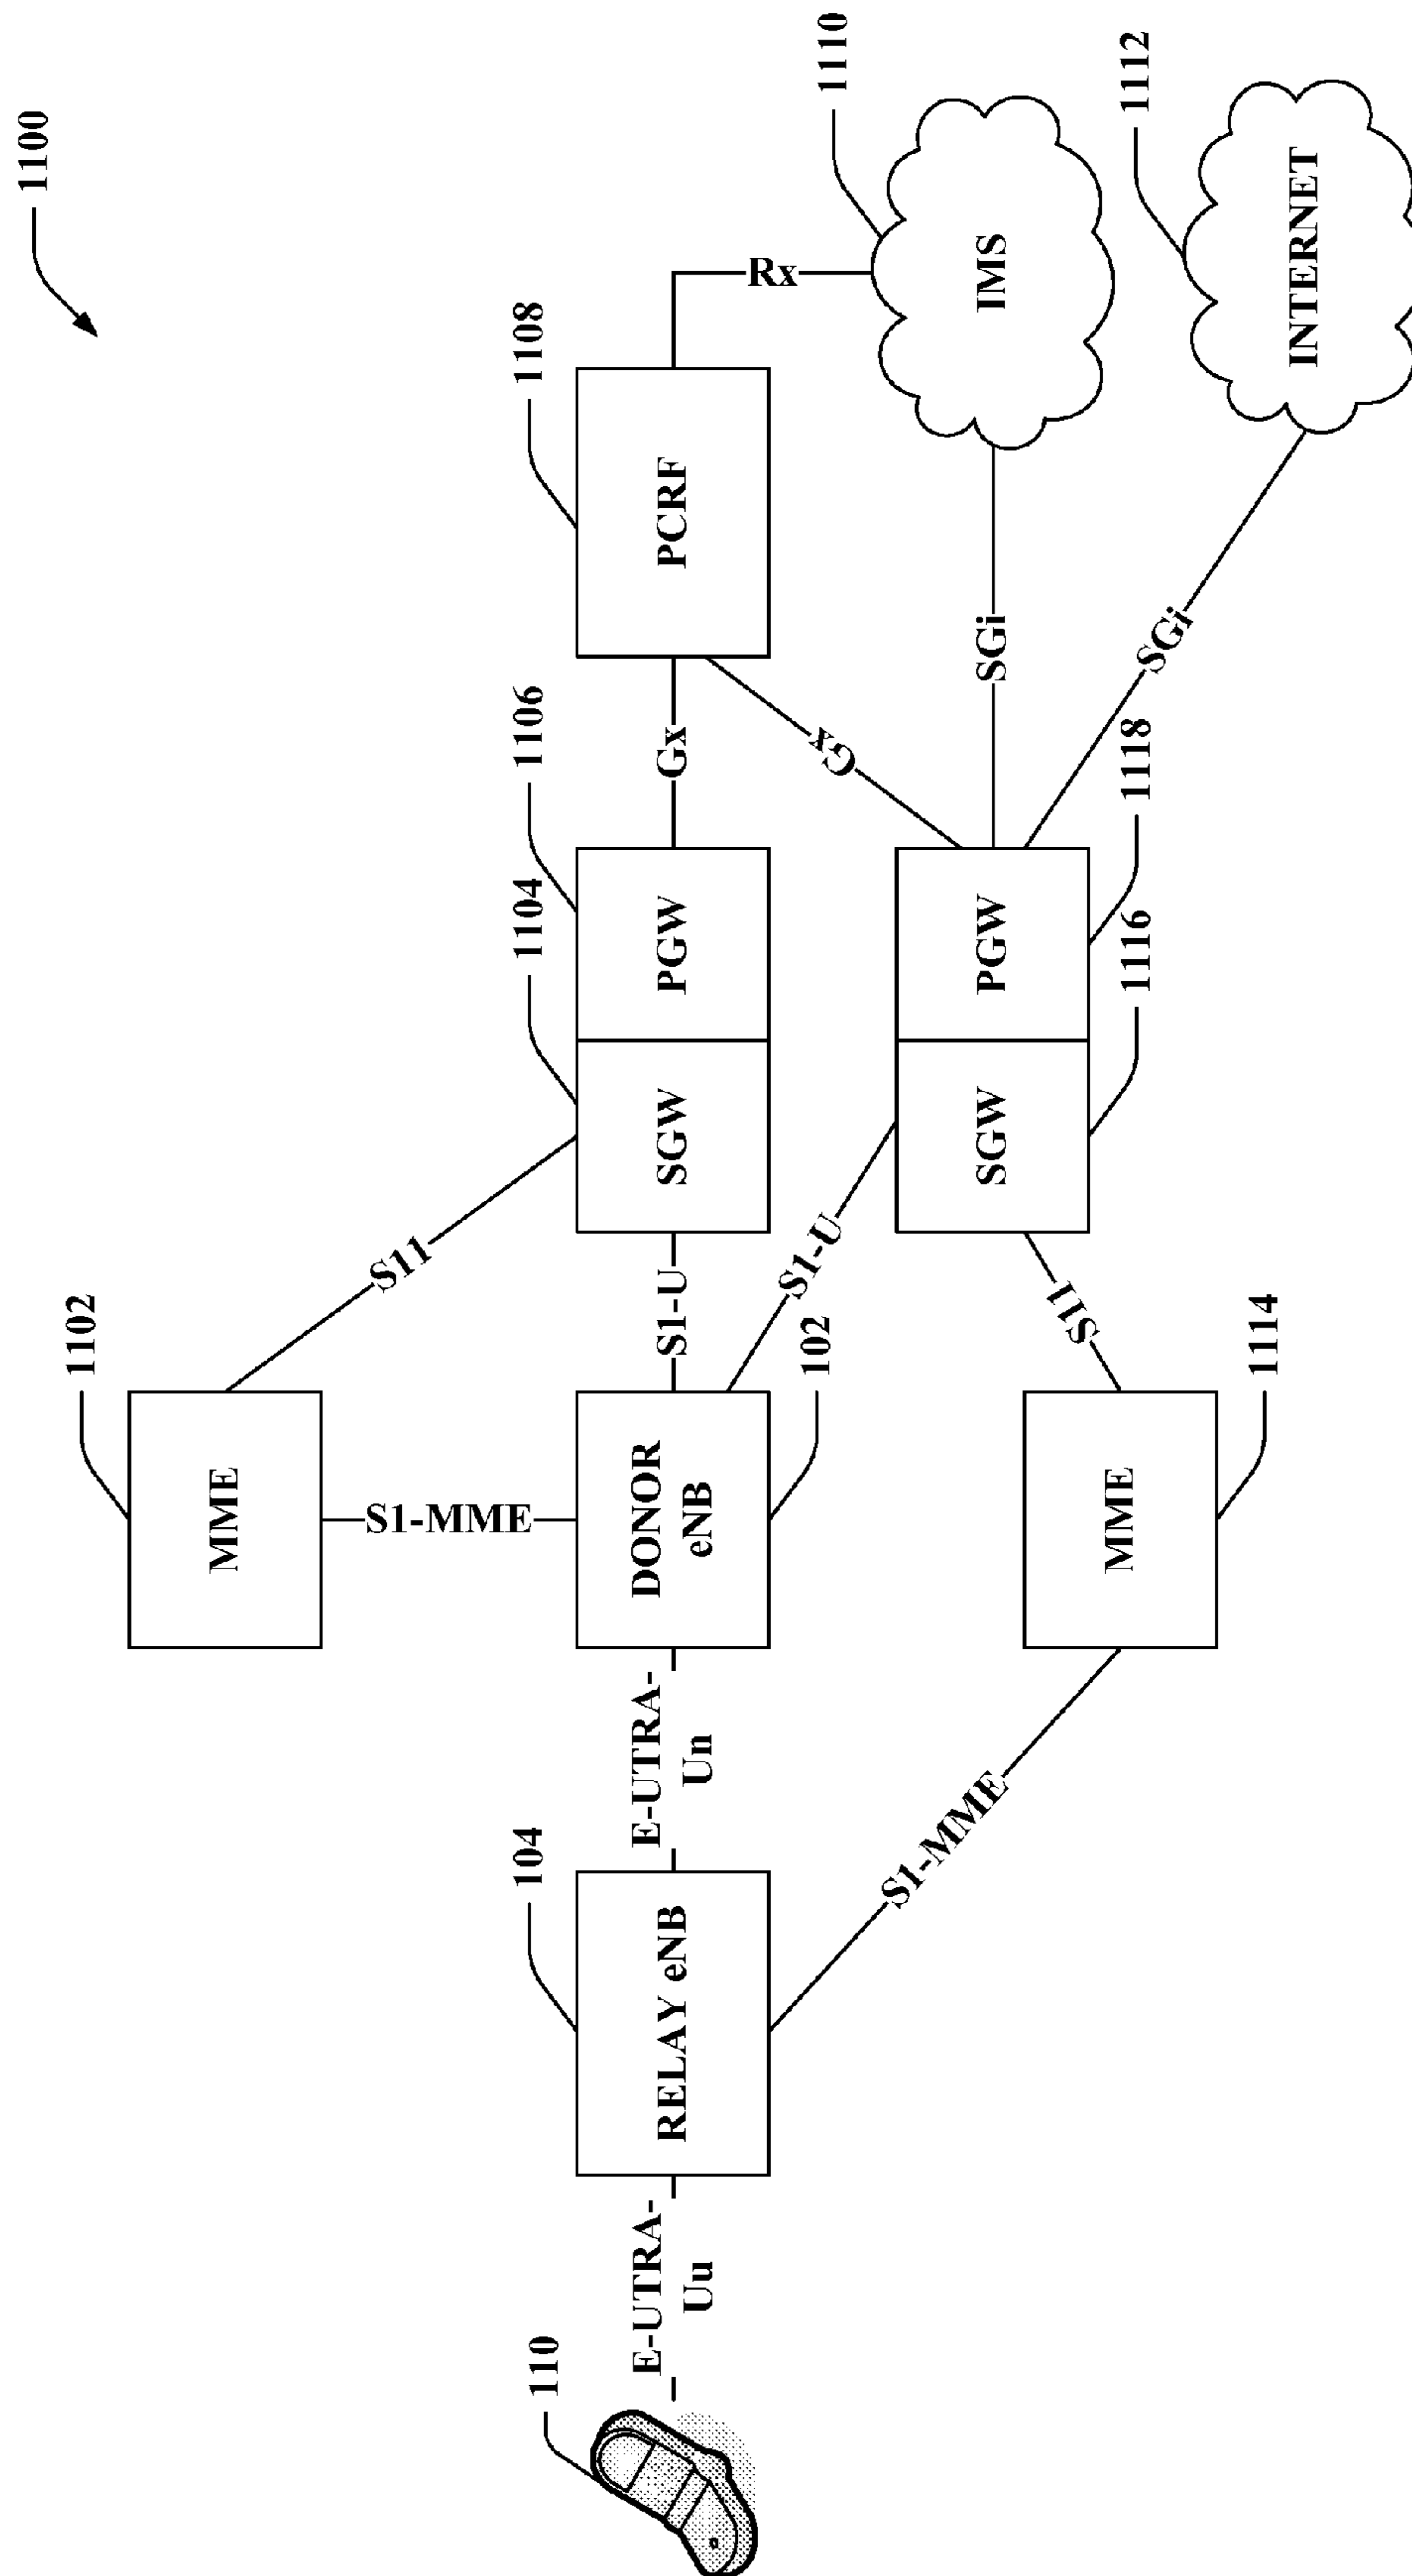 1100
1102
MME
S11
S1-MME
110
E-UTRA-
Uu
104
RELAY eNB
E-UTRA-
Un
DONOR
eNB
102
S1-U
1104
SGW
1106
PGW
Gx
1108
PCRF
Rx
1110
IMS
S1-U
SGW
PGW
1116
1118
Gx
SGi
SGi
1112
INTERNET
S1-MME
MME
1114
S11